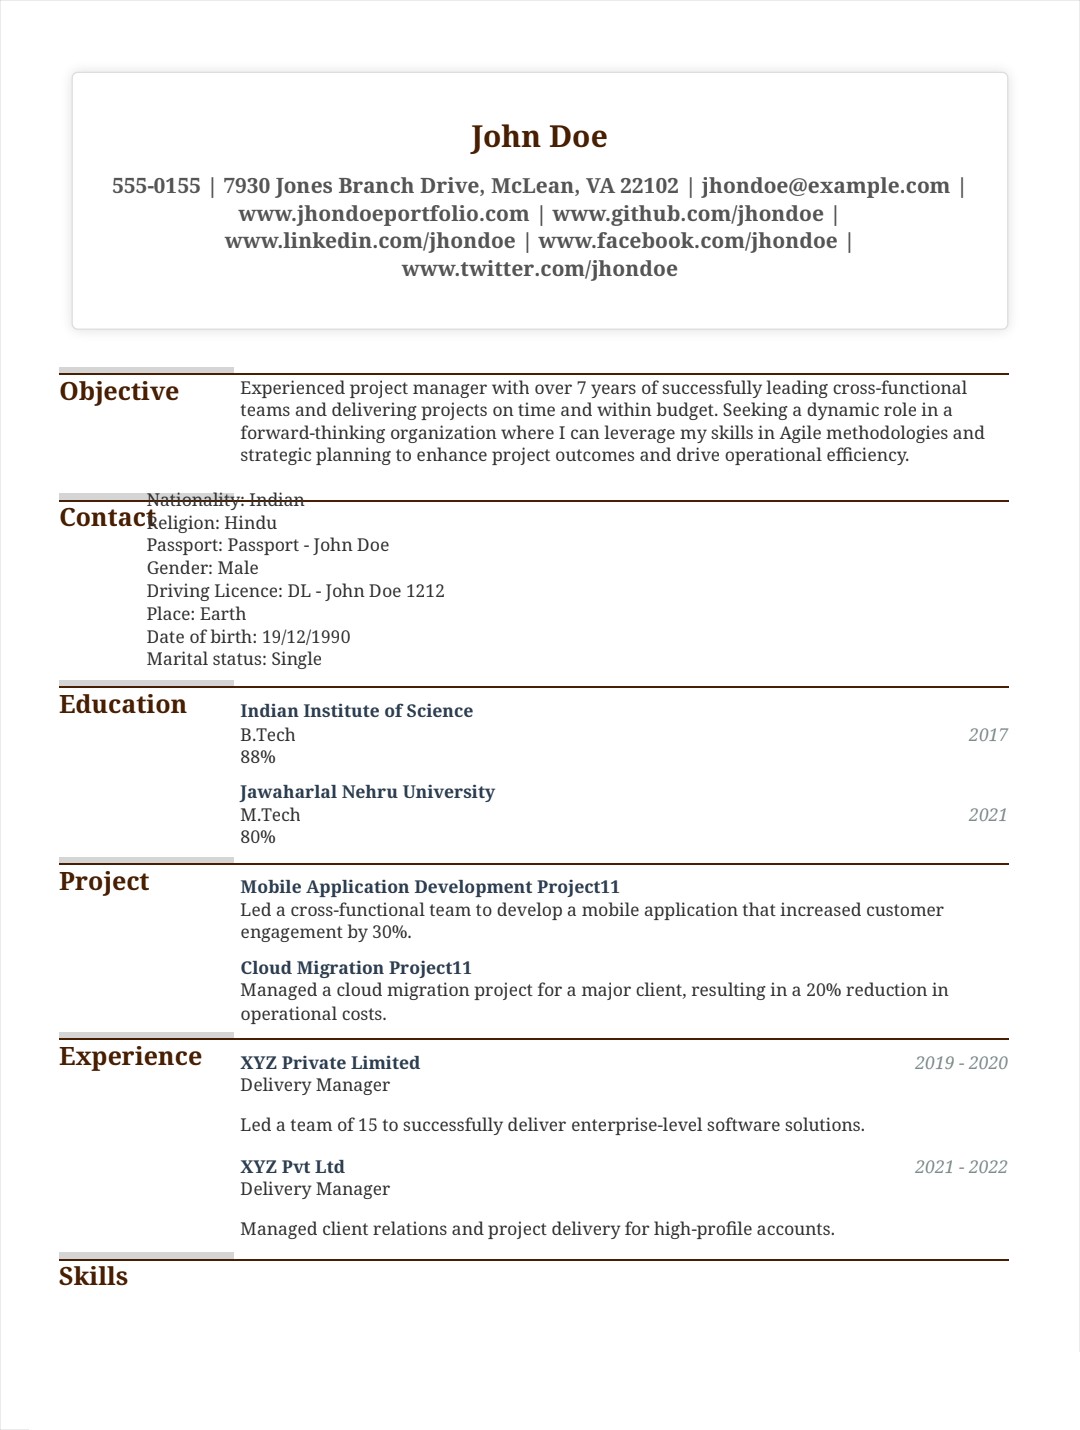 John Doe
555-0155 | 7930 Jones Branch Drive, McLean, VA 22102 | jhondoe@example.com |
www.jhondoeportfolio.com | www.github.com/jhondoe |
www.linkedin.com/jhondoe | www.facebook.com/jhondoe |
www.twitter.com/jhondoe
Objective
Experienced project manager with over 7 years of successfully leading cross-functional
teams and delivering projects on time and within budget. Seeking a dynamic role in a
forward-thinking organization where I can leverage my skills in Agile methodologies and
strategic planning to enhance project outcomes and drive operational efficiency.
Contact
Nationality: Indian
Religion: Hindu
Passport: Passport - John Doe
Gender: Male
Driving Licence: DL - John Doe 1212
Place: Earth
Date of birth: 19/12/1990
Marital status: Single
Education
Indian Institute of Science
B.Tech 2017
88%
Jawaharlal Nehru University
M.Tech 2021
80%
Project
Mobile Application Development Project11
Led a cross-functional team to develop a mobile application that increased customer
engagement by 30%.
Cloud Migration Project11
Managed a cloud migration project for a major client, resulting in a 20% reduction in
operational costs.
Experience
XYZ Private Limited 2019 - 2020
Delivery Manager
Led a team of 15 to successfully deliver enterprise-level software solutions.
XYZ Pvt Ltd 2021 - 2022
Delivery Manager
Managed client relations and project delivery for high-profile accounts.
Skills